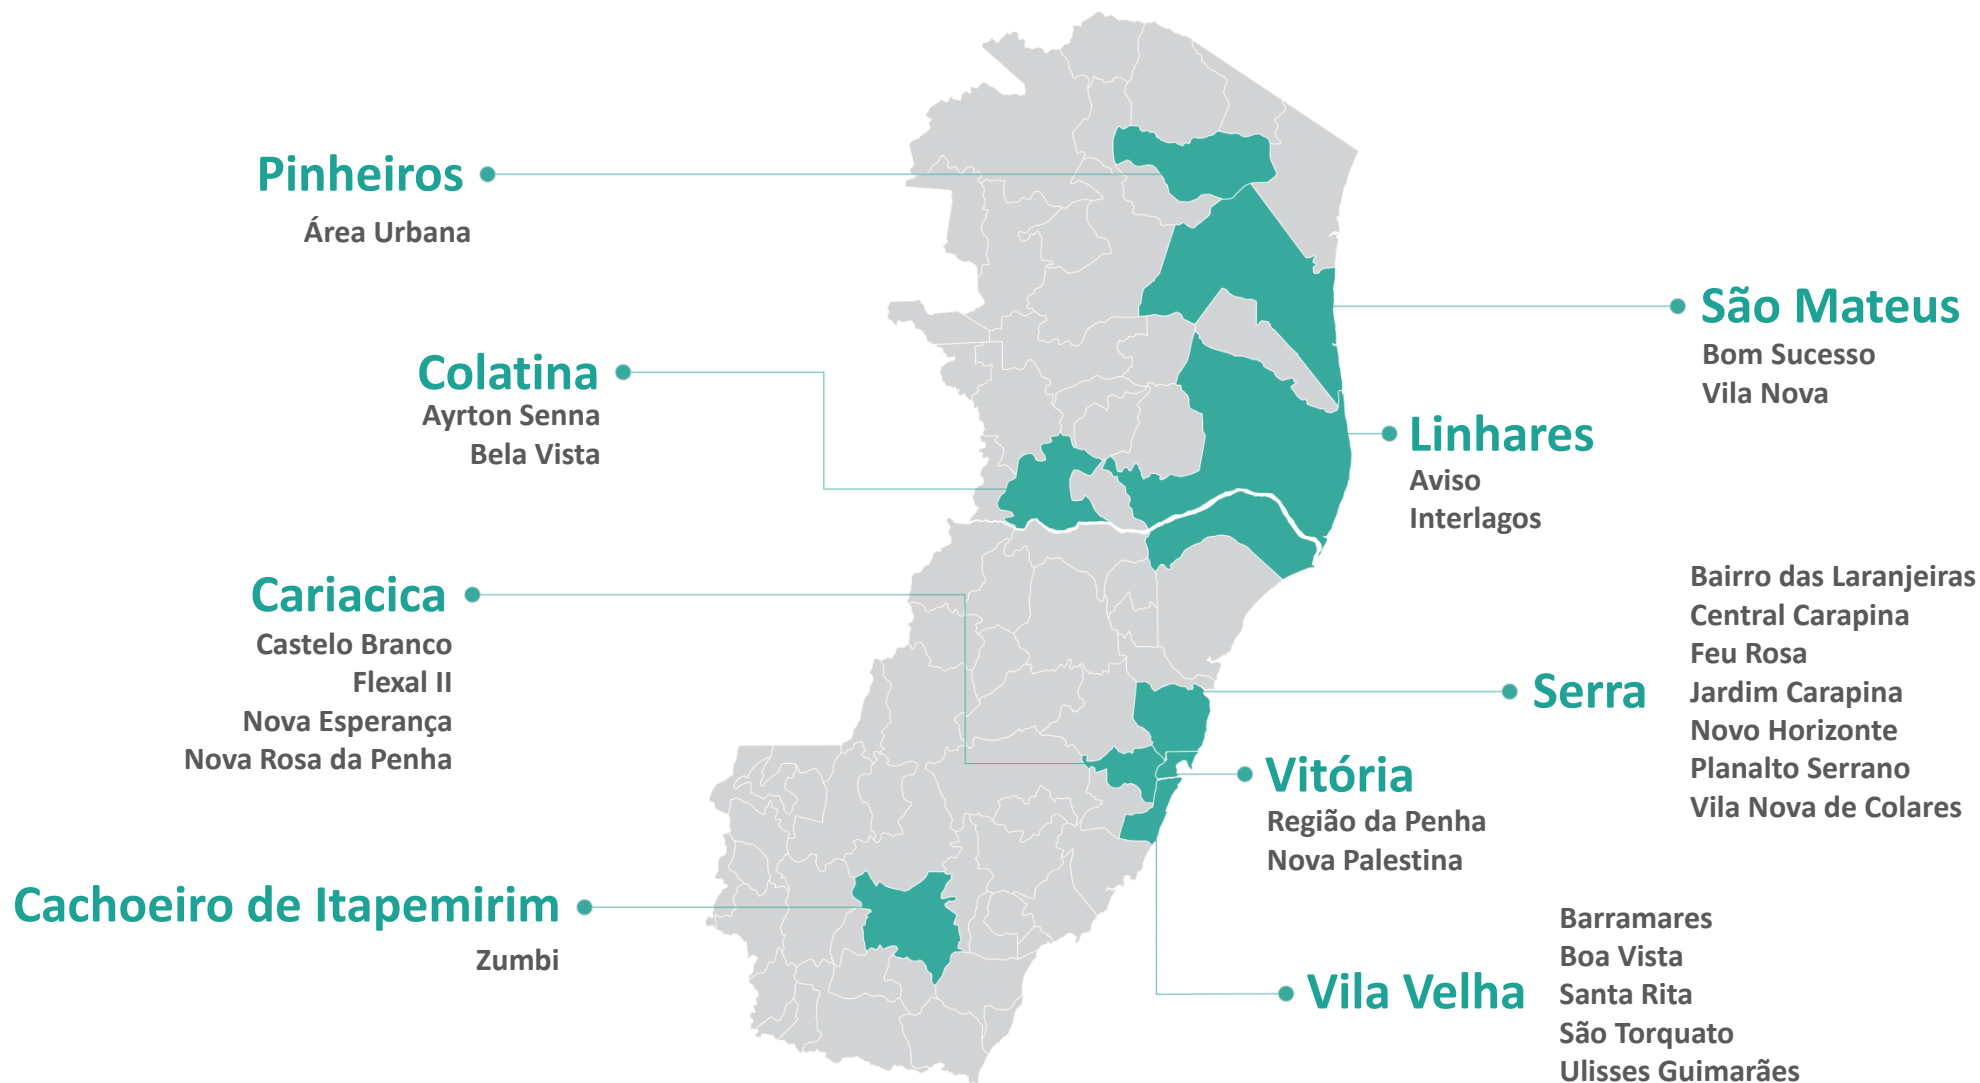 Pinheiros
Área Urbana
São Mateus
Bom Sucesso
Vila Nova
Colatina
Ayrton Senna
Bela Vista
Linhares
Aviso
Interlagos
Cariacica
Castelo Branco
Flexal II
Nova Esperança
Nova Rosa da Penha
Serra
Bairro das Laranjeiras
Central Carapina
Feu Rosa
Jardim Carapina
Novo Horizonte
Planalto Serrano
Vila Nova de Colares
Vitória
Região da Penha
Nova Palestina
Cachoeiro de Itapemirim
Zumbi
Vila Velha
Barramares
Boa Vista
Santa Rita
São Torquato
Ulisses Guimarães